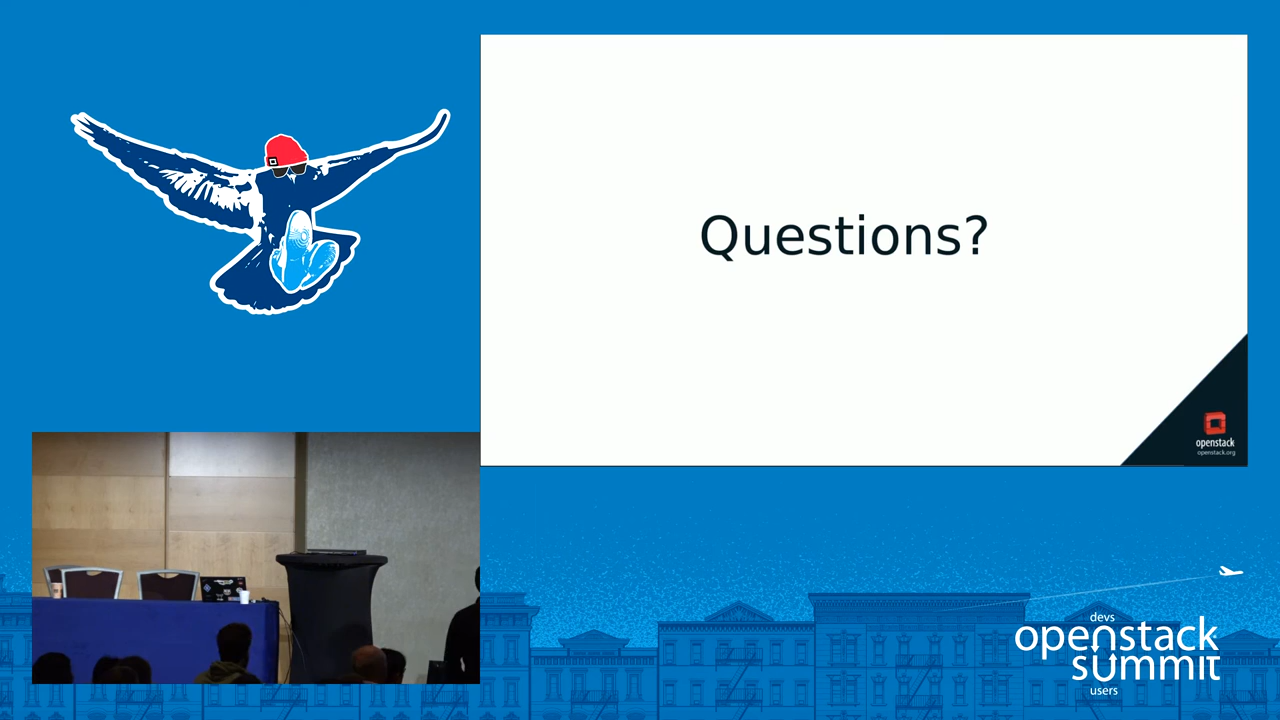 Questions?
openstack
openstack.org
devs
openstack
summit
users